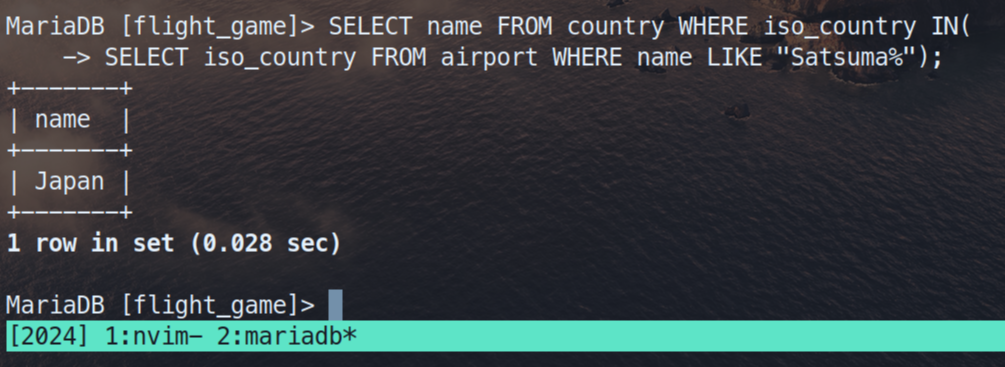 MariaDB [flight_game]> SELECT name FROM country WHERE iso_country IN(
    -> SELECT iso_country FROM airport WHERE name LIKE "Satsuma%");
+-------+
| name  |
+-------+
| Japan |
+-------+
1 row in set (0.028 sec)
MariaDB [flight_game]>
[2024] 1:nvim- 2:mariadb*